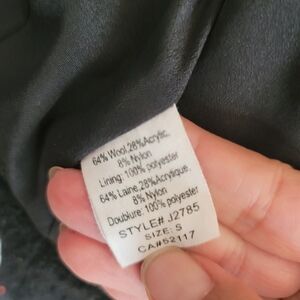 64% Wool,28%Acrylic,
8% Nylon
Lining: 100% polyester
64% Laine,28%Acrylique,
8% Nylon
Doublure: 100% polyester
STYLE# J2785
SIZE: S
CA#52117